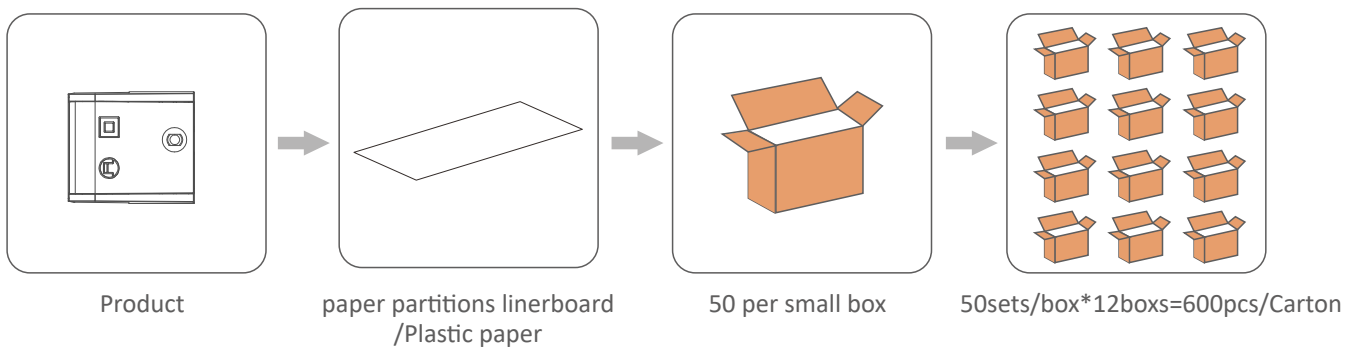 Product
paper partitions linerboard
/Plastic paper
50 per small box
50sets/box*12boxs=600pcs/Carton